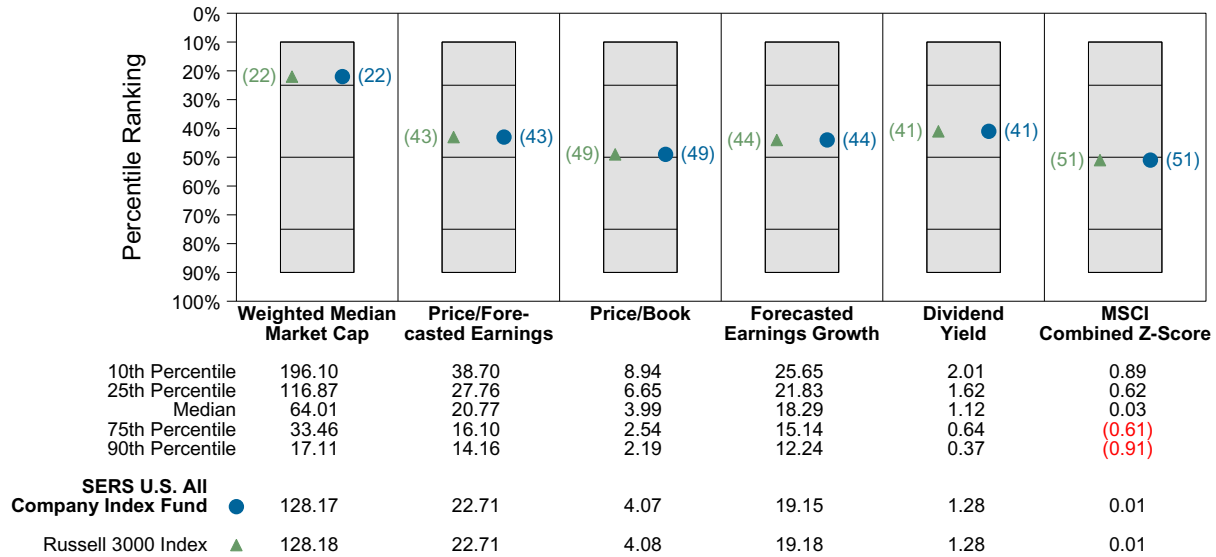 Percentile Ranking
0%
10%
20%
30%
40%
50%
60%
70%
80%
90%
100%
(22) (22)
(43) (43)
(49) (49)
(44) (44)
(41) (41)
(51) (51)
Weighted Median
Market Cap
Price/Fore-
casted Earnings
Price/Book
Forecasted
Earnings Growth
Dividend
Yield
MSCI
Combined Z-Score
10th Percentile 196.10 38.70 8.94 25.65 2.01 0.89
25th Percentile 116.87 27.76 6.65 21.83 1.62 0.62
Median 64.01 20.77 3.99 18.29 1.12 0.03
75th Percentile 33.46 16.10 2.54 15.14 0.64 (0.61)
90th Percentile 17.11 14.16 2.19 12.24 0.37 (0.91)
SERS U.S. All
Company Index Fund 128.17 22.71 4.07 19.15 1.28 0.01
Russell 3000 Index 128.18 22.71 4.08 19.18 1.28 0.01